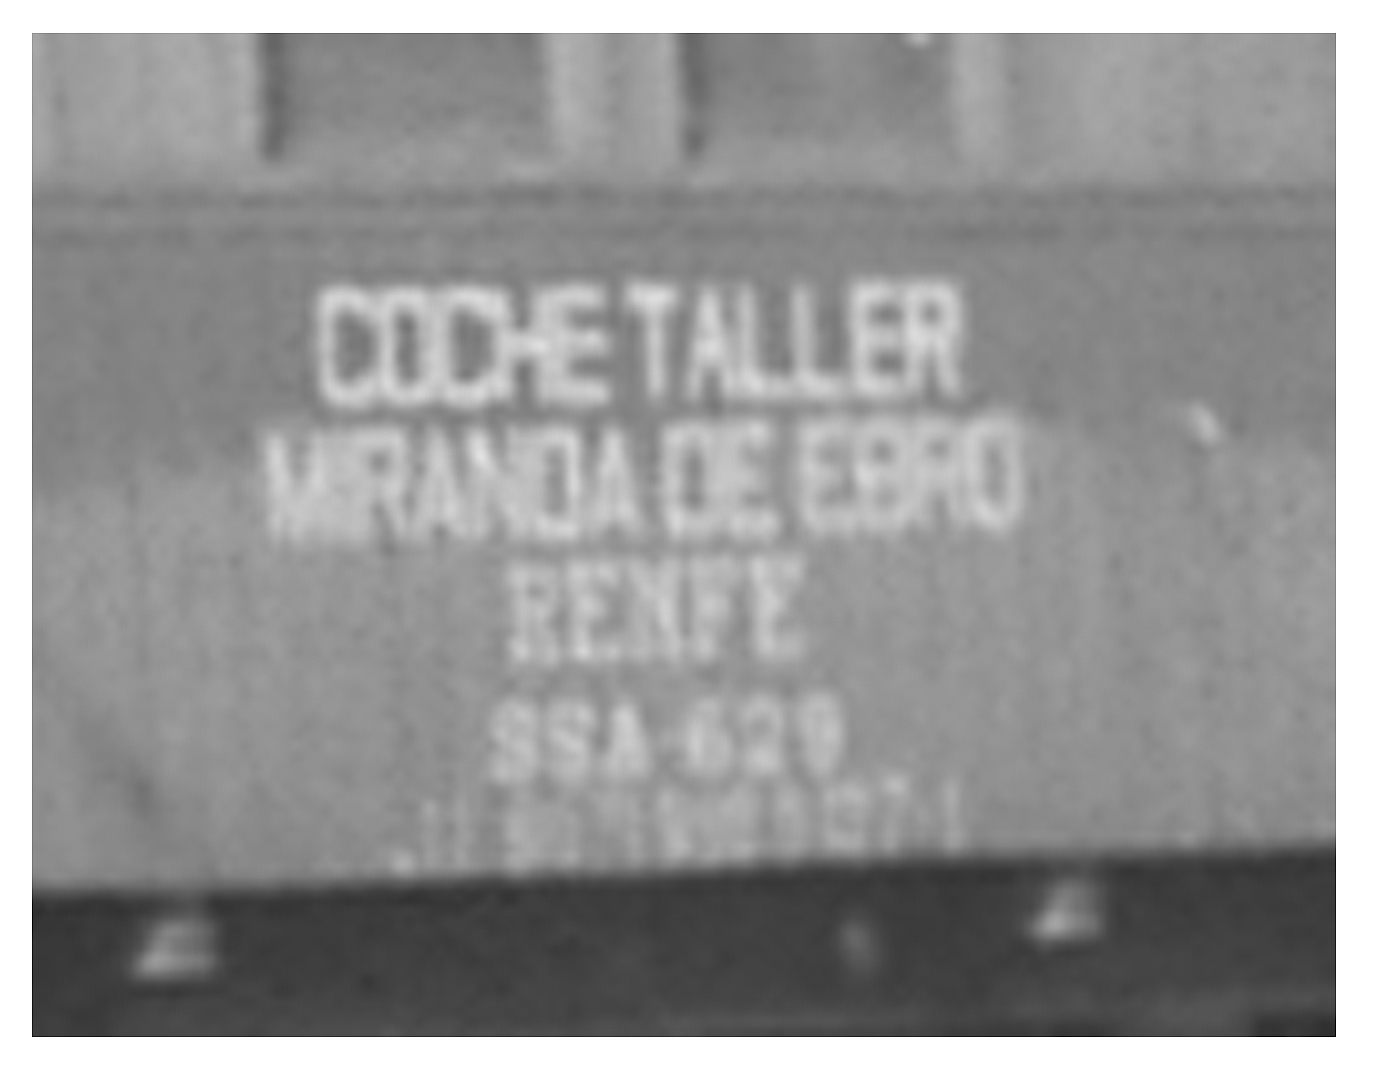 COCHE TALLER
MIRANDA DE EBRO
RENFE
SSA-629